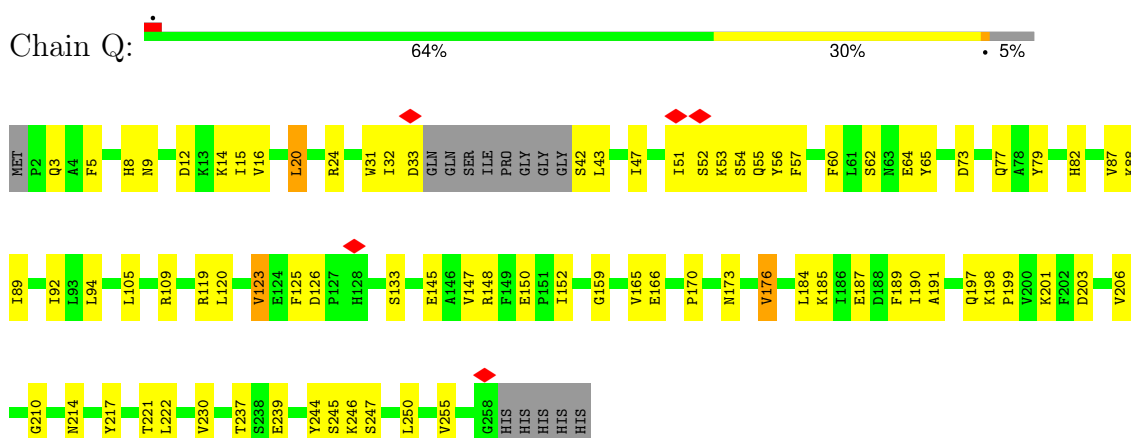 Chain Q:
64% 30% • 5%
MET P2 Q3 A4 F5 H8 N9 D12 K13 K14 I15 V16 L20 R24 W31 I32 D33 GLN GLN SER ILE PRO GLY GLY GLY S42 L43 I47 I51 S52 K53 S54 Q55 Y56 F57 F60 L61 S62 N63 E64 Y65 D73 Q77 A78 Y79 H82 V87 K88
I89 I92 L93 L94 L105 R109 R119 L120 V123 E124 F125 D126 P127 H128 S133 E145 A146 V147 R148 F149 E150 P151 I152 G159 V165 E166 P170 N173 V176 L184 K185 I186 E187 D188 F189 I190 A191 Q197 K198 P199 V200 K201 F202 D203 V206
G210 N214 Y217 T221 L222 V230 T237 S238 E239 Y244 S245 K246 S247 L250 V255 G258 HIS HIS HIS HIS HIS